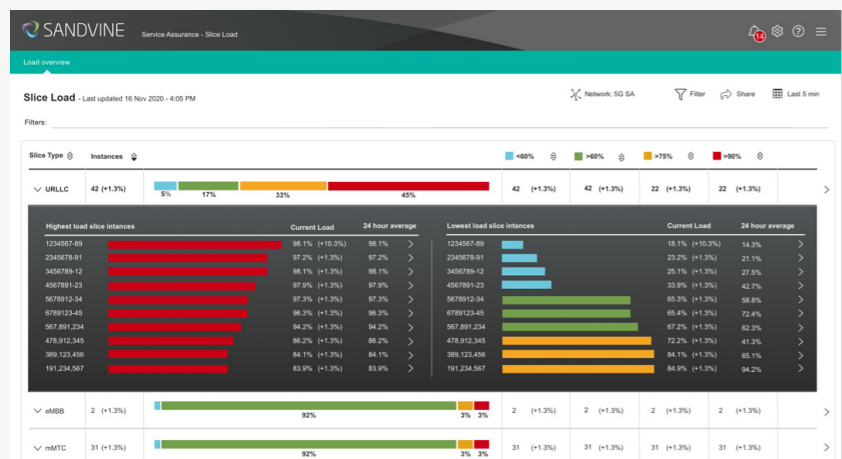 SANDVINE Service Assurance - Slice Load 14
Load overview
Slice Load - Last updated 16 Nov 2020 - 4:05 PM Network: 5G SA Filter Share Last 5 min
Filters:
Slice Type Instances <60% >60% >75% >90%
URLLC 42 (+1.3%) 42 (+1.3%) 42 (+1.3%) 22 (+1.3%) 22 (+1.3%)
5% 17% 33% 45%
Highest load slice intances Current Load 24 hour average Lowest load slice intances Current Load 24 hour average
1234567-89 98.1% (+10.3%) 98.1% 1234567-89 18.1% (+10.3%) 14.3%
2345678-91 97.2% (+1.3%) 97.2% 2345678-91 23.2% (+1.3%) 21.1%
3456789-12 98.1% (+1.3%) 98.1% 3456789-12 25.1% (+1.3%) 27.5%
4567891-23 97.9% (+1.3%) 97.9% 4567891-23 33.9% (+1.3%) 42.7%
5678912-34 97.3% (+1.3%) 97.3% 5678912-34 65.3% (+1.3%) 58.8%
6789123-45 96.3% (+1.3%) 96.3% 6789123-45 65.4% (+1.3%) 72.4%
567,891,234 94.2% (+1.3%) 94.2% 567,891,234 67.2% (+1.3%) 62.3%
478,912,345 86.2% (+1.3%) 86.2% 478,912,345 72.2% (+1.3%) 41.3%
389,123,456 84.1% (+1.3%) 84.1% 389,123,456 84.1% (+1.3%) 65.1%
191,234,567 83.9% (+1.3%) 83.9% 191,234,567 84.9% (+1.3%) 94.2%
eMBB 2 (+1.3%) 2 (+1.3%) 2 (+1.3%) 2 (+1.3%) 2 (+1.3%)
92% 3% 3%
mMTC 31 (+1.3%) 31 (+1.3%) 31 (+1.3%) 31 (+1.3%) 31 (+1.3%)
92% 3% 3%